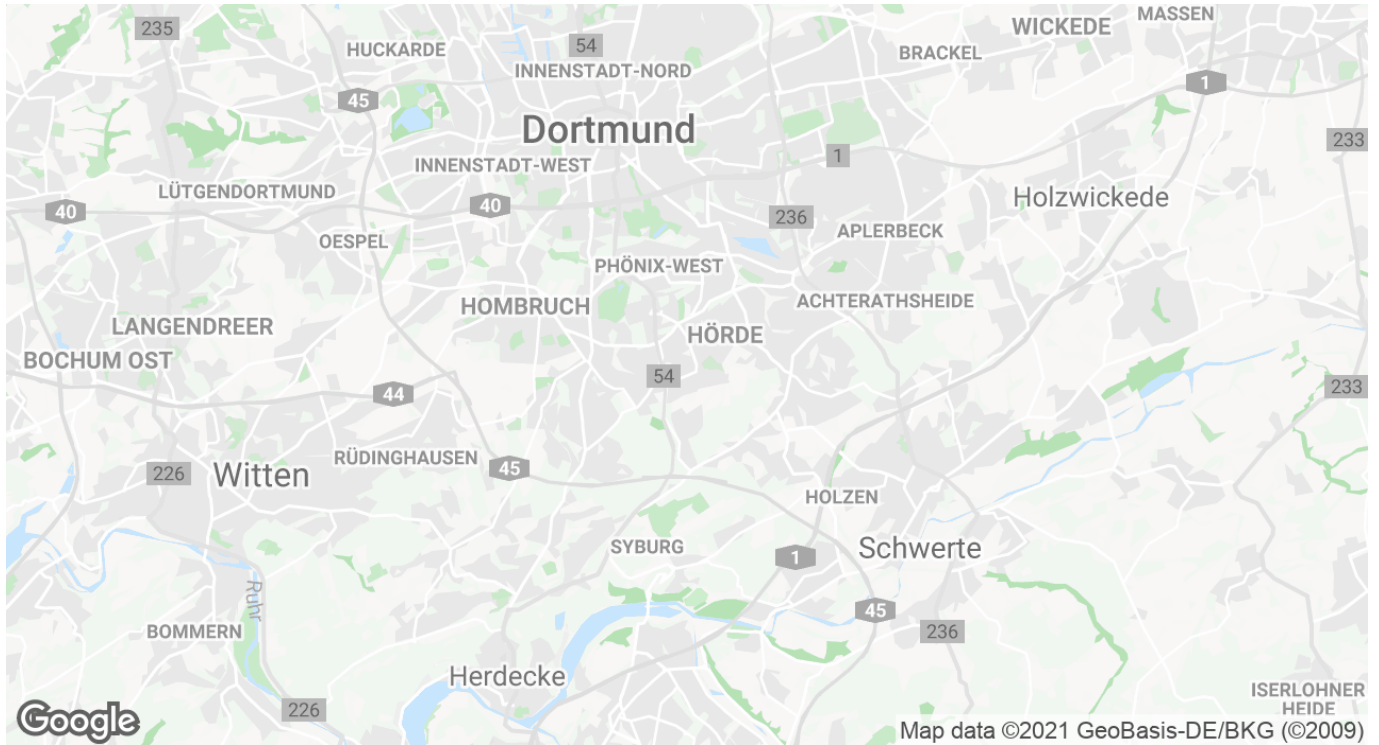 MASSEN
235
WICKEDE
54
HUCKARDE
BRACKEL
INNENSTADT-NORD
1
45
Dortmund
233
1
INNENSTADT-WEST
LÜTGENDORTMUND
Holzwickede
40
40
236
APLERBECK
OESPEL
PHÖNIX-WEST
ACHTERATHSHEIDE
HOMBRUCH
LANGENDREER
HÖRDE
BOCHUM OST
54
233
44
RÜDINGHAUSEN
45
226
Witten
HOLZEN
SYBURG
Schwerte
1
Ruhr
45
BOMMERN
236
Herdecke
ISERLOHNER
HEIDE
226
Google
Map data ©2021 GeoBasis-DE/BKG (©2009)